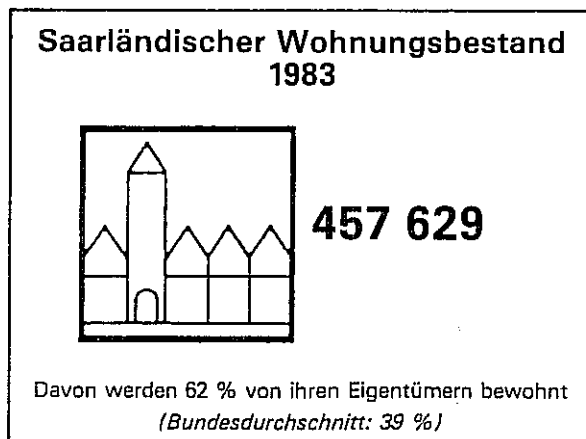 Saarländischer Wohnungsbestand
1983
457 629
Davon werden 62 % von ihren Eigentümern bewohnt
(Bundesdurchschnitt: 39 %)